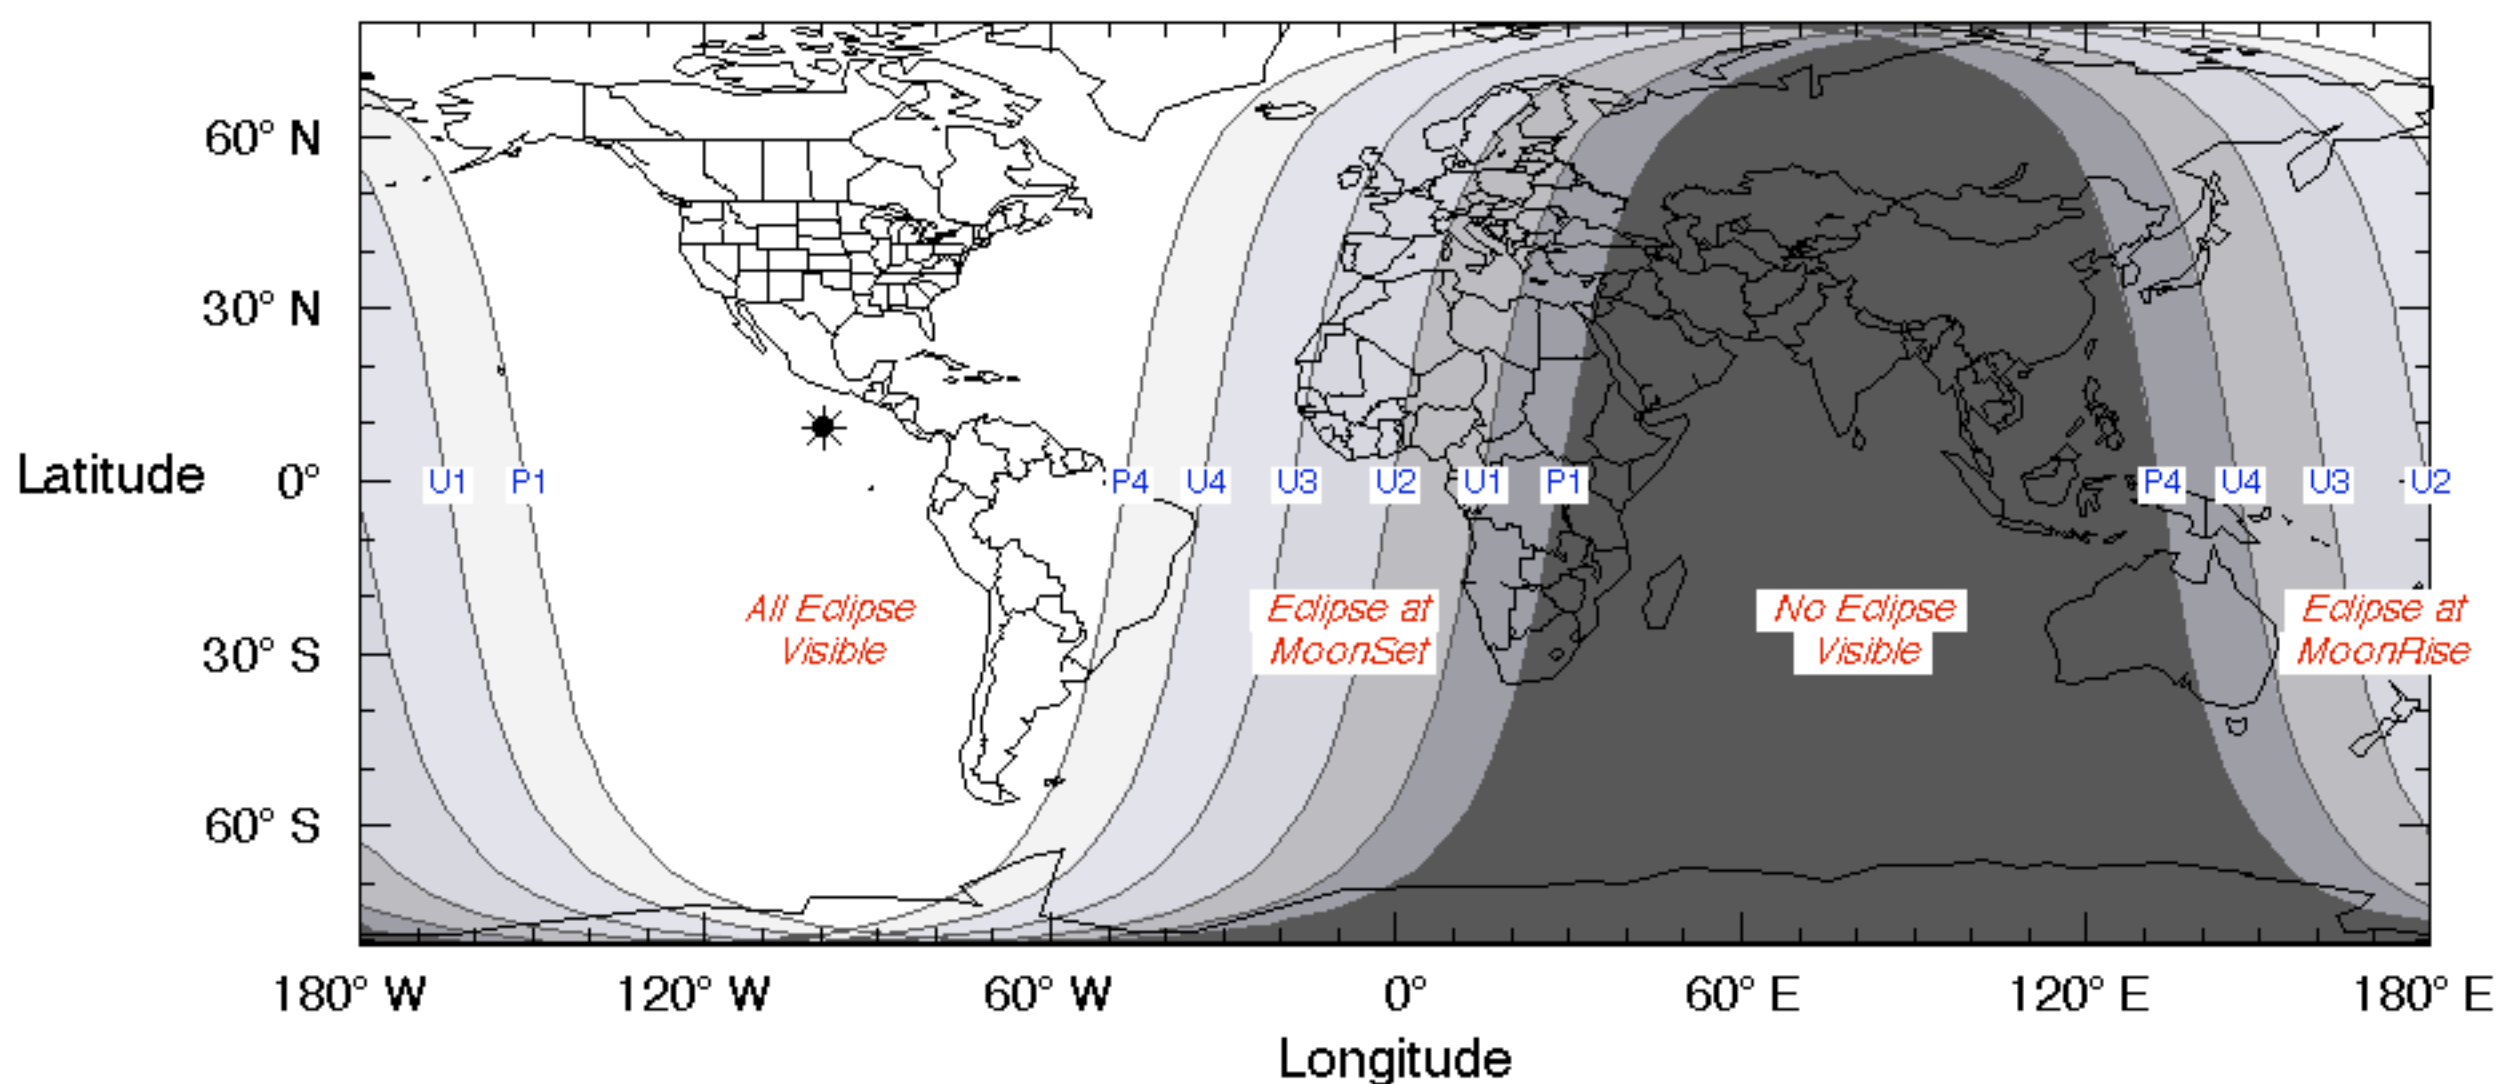 60° N
30° N
Latitude 0°
30° S
60° S
U1 P1 P4 U4 U3 U2 U1 P1 P4 U4 U3 U2
All Eclipse
Visible
Eclipse at
MoonSet
No Eclipse
Visible
Eclipse at
MoonRise
180° W 120° W 60° W 0° 60° E 120° E 180° E
Longitude